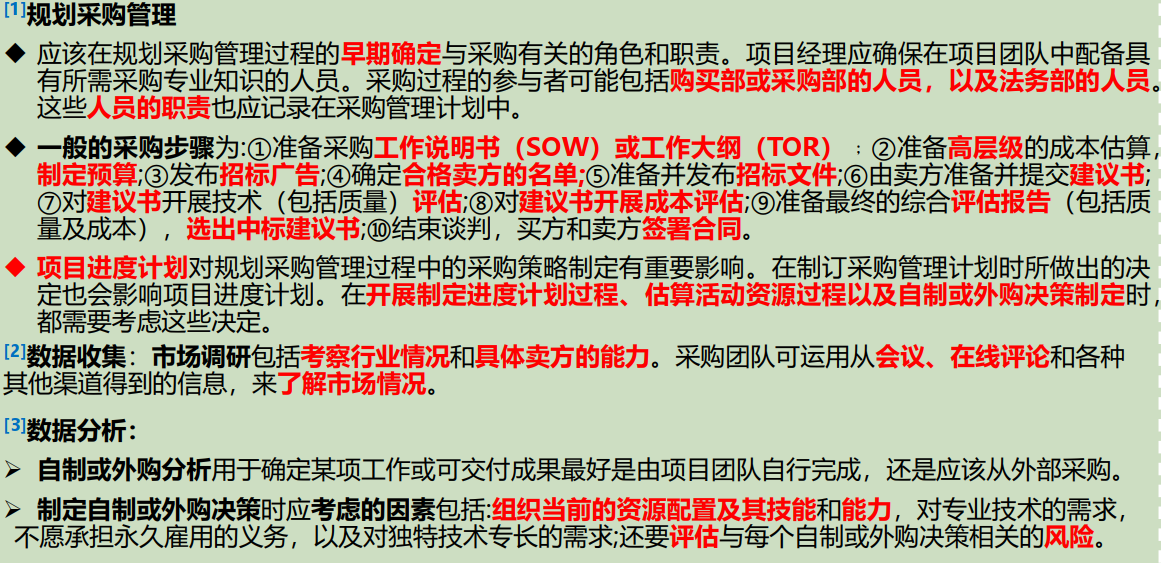 [1]规划采购管理
◆ 应该在规划采购管理过程的早期确定与采购有关的角色和职责。项目经理应确保在项目团队中配备具
有所需采购专业知识的人员。采购过程的参与者可能包括购买部或采购部的人员，以及法务部的人员。
这些人员的职责也应记录在采购管理计划中。
◆ 一般的采购步骤为:①准备采购工作说明书（SOW）或工作大纲（TOR）﹔②准备高层级的成本估算，
制定预算;③发布招标广告;④确定合格卖方的名单;⑤准备并发布招标文件;⑥由卖方准备并提交建议书;
⑦对建议书开展技术（包括质量）评估;⑧对建议书开展成本评估;⑨准备最终的综合评估报告（包括质
量及成本），选出中标建议书;⑩结束谈判，买方和卖方签署合同。
◆ 项目进度计划对规划采购管理过程中的采购策略制定有重要影响。在制订采购管理计划时所做出的决
定也会影响项目进度计划。在开展制定进度计划过程、估算活动资源过程以及自制或外购决策制定时，
都需要考虑这些决定。
[2]数据收集：市场调研包括考察行业情况和具体卖方的能力。采购团队可运用从会议、在线评论和各种
其他渠道得到的信息，来了解市场情况。
[3]数据分析：
➢ 自制或外购分析用于确定某项工作或可交付成果最好是由项目团队自行完成，还是应该从外部采购。
➢ 制定自制或外购决策时应考虑的因素包括:组织当前的资源配置及其技能和能力，对专业技术的需求，
不愿承担永久雇用的义务，以及对独特技术专长的需求;还要评估与每个自制或外购决策相关的风险。